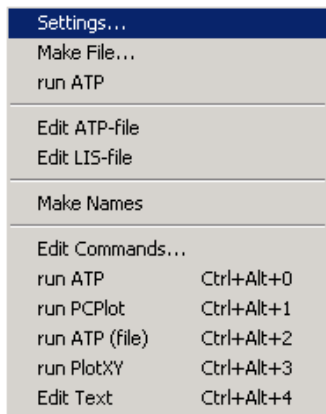 Settings...
Make File...
run ATP
Edit ATP-file
Edit LIS-file
Make Names
Edit Commands...
run ATP Ctrl+Alt+0
run PCPlot Ctrl+Alt+1
run ATP (file) Ctrl+Alt+2
run PlotXY Ctrl+Alt+3
Edit Text Ctrl+Alt+4